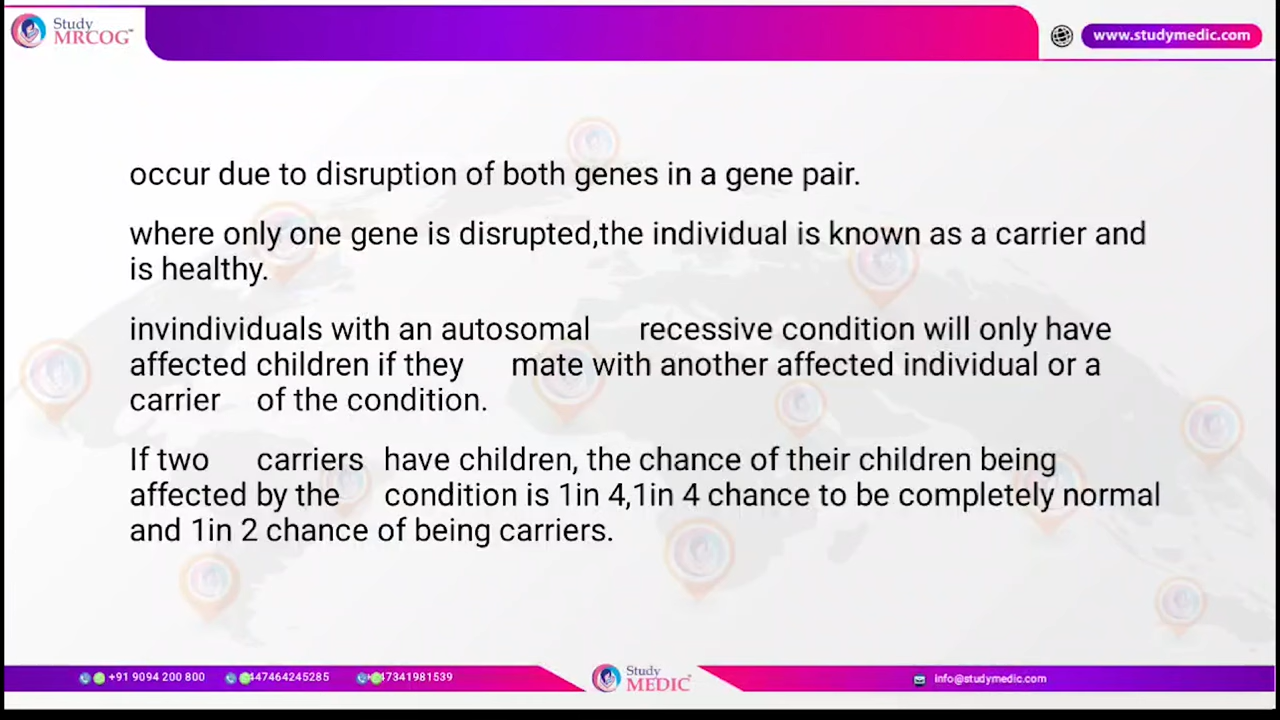 Study
MRCOG
www.studymedic.com
occur due to disruption of both genes in a gene pair.
where only one gene is disrupted,the individual is known as a carrier and
is healthy.
invindividuals with an autosomal recessive condition will only have
affected children if they mate with another affected individual or a
carrier of the condition.
If two carriers have children, the chance of their children being
affected by the condition is 1in 4,1in 4 chance to be completely normal
and 1in 2 chance of being carriers.
+91 9094 200 800
447464245285
47341981539
Study
MEDIC
info@studymedic.com